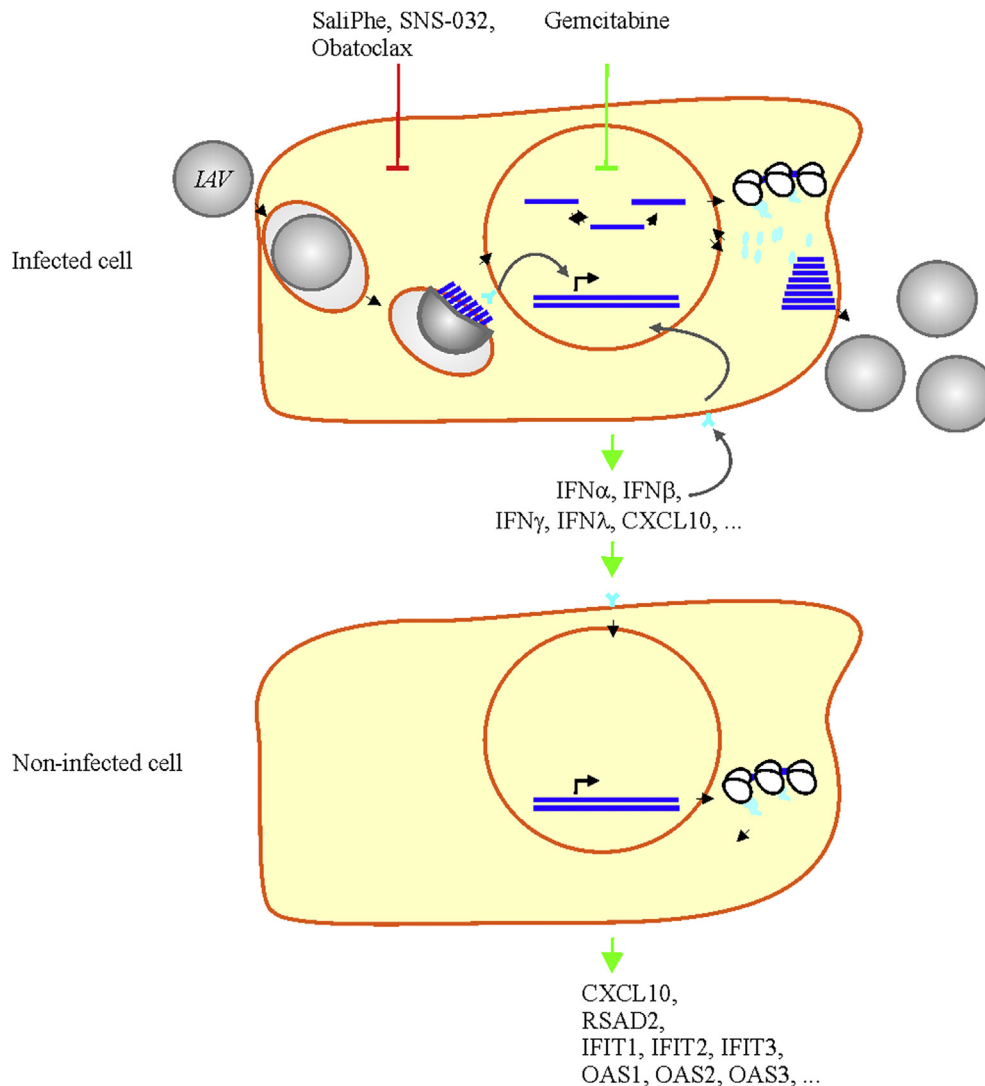 SaliPhe, SNS-032,
Obatoclax
Gemcitabine
IAV
Infected cell
IFNα, IFNβ,
IFNγ, IFNλ, CXCL10, ...
Non-infected cell
CXCL10,
RSAD2,
IFIT1, IFIT2, IFIT3,
OAS1, OAS2, OAS3, ...